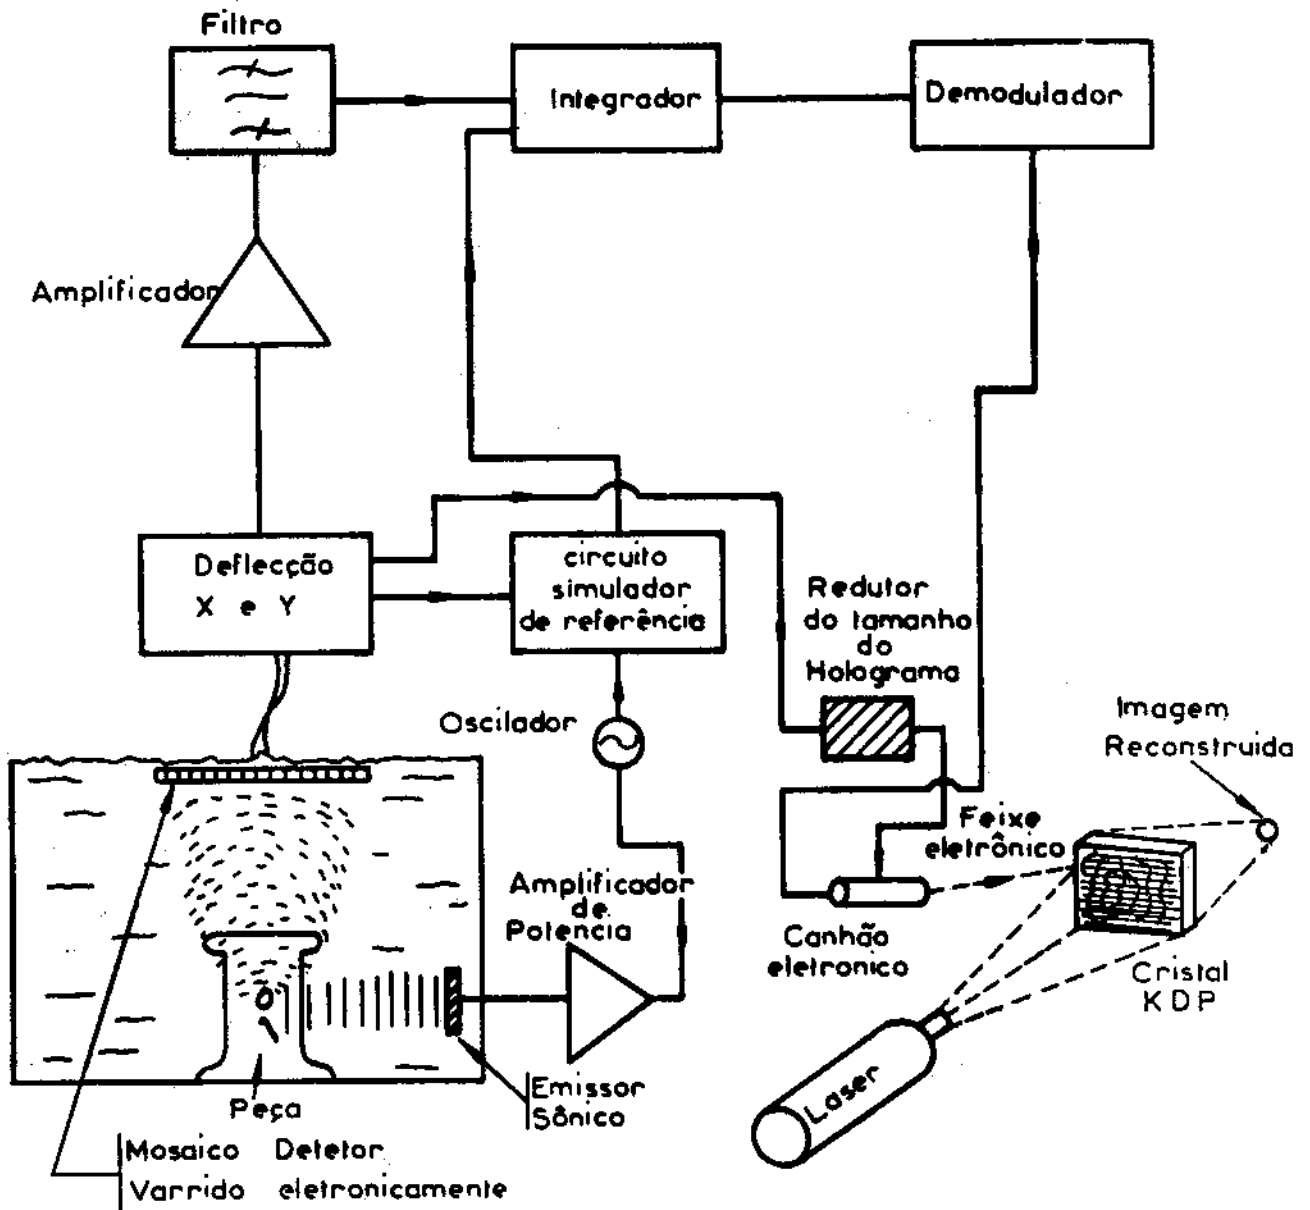 Filtro
Integrador
Demodulador
Amplificador
Deflecção
X e Y
circuito
simulador
de referência
Redutor
do tamanho
do
Holograma
Oscilador
Imagem
Reconstruida
Feixe
eletrônico
Amplificador
de
Potencia
Canhão
eletronico
Cristal
KDP
Laser
Emissor
Sônico
Peça
Mosaico Detetor
Varrido eletronicamente